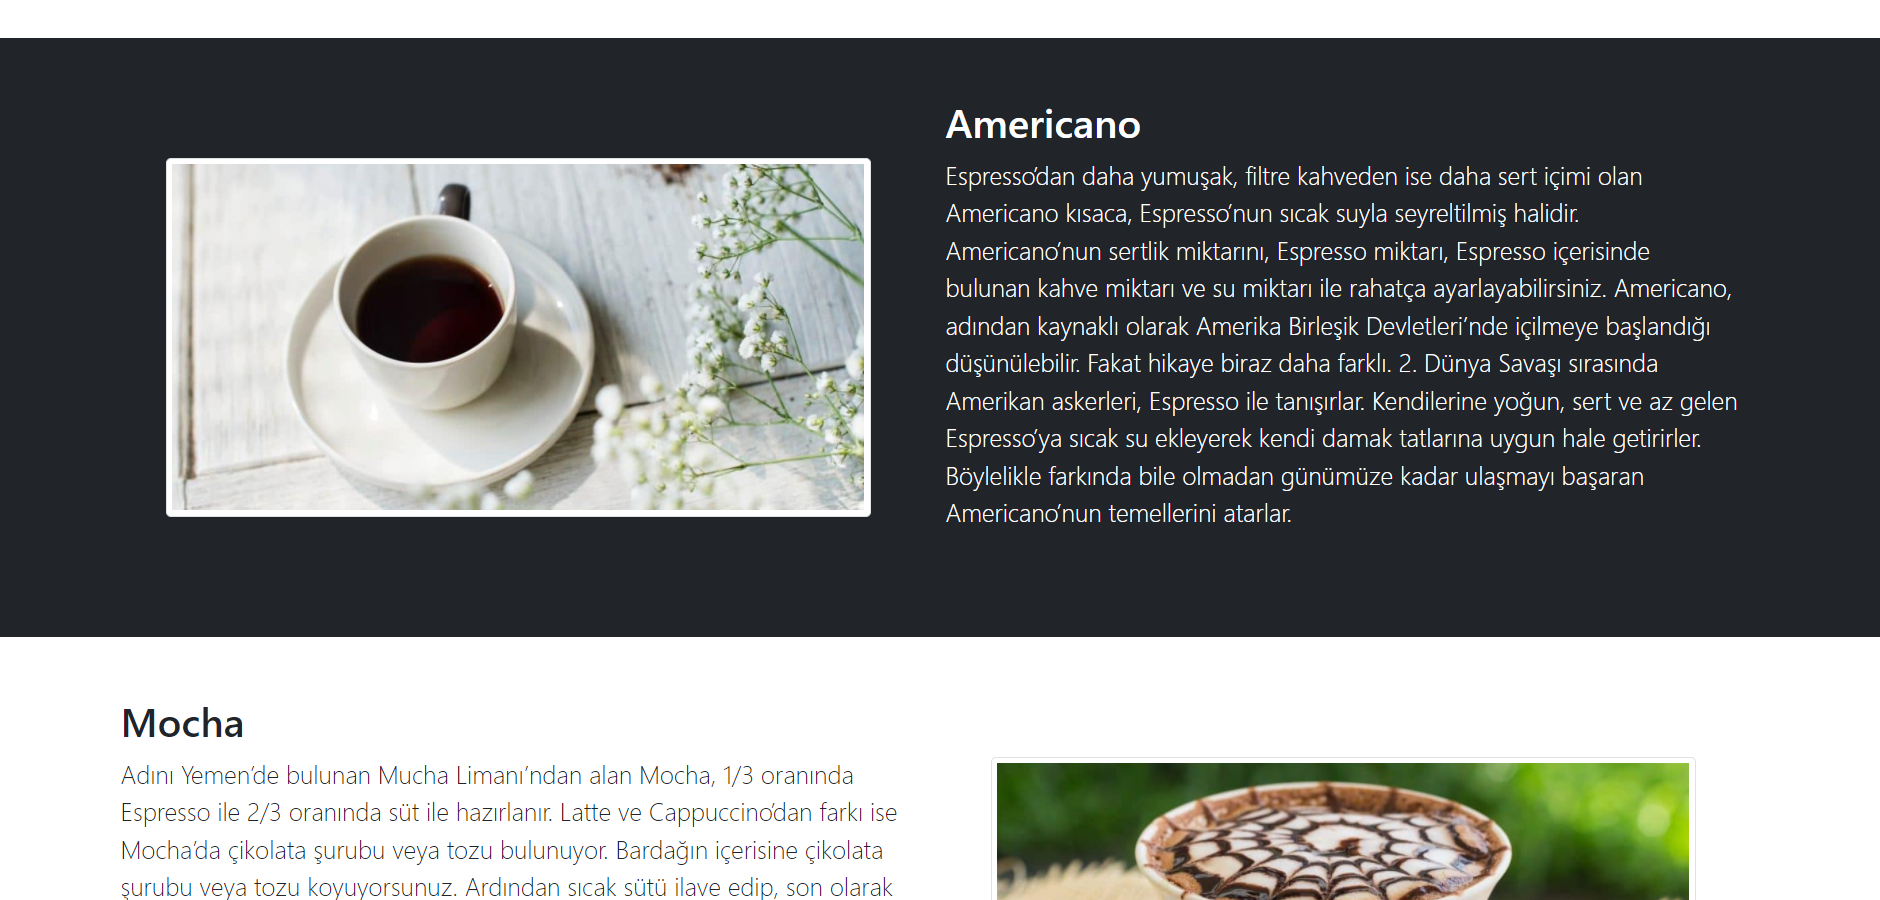 Americano
Espresso’dan daha yumuşak, filtre kahveden ise daha sert içimi olan
Americano kısaca, Espresso’nun sıcak suyla seyreltilmiş halidir.
Americano’nun sertlik miktarını, Espresso miktarı, Espresso içerisinde
bulunan kahve miktarı ve su miktarı ile rahatça ayarlayabilirsiniz. Americano,
adından kaynaklı olarak Amerika Birleşik Devletleri’nde içilmeye başlandığı
düşünülebilir. Fakat hikaye biraz daha farklı. 2. Dünya Savaşı sırasında
Amerikan askerleri, Espresso ile tanışırlar. Kendilerine yoğun, sert ve az gelen
Espresso’ya sıcak su ekleyerek kendi damak tatlarına uygun hale getirirler.
Böylelikle farkında bile olmadan günümüze kadar ulaşmayı başaran
Americano’nun temellerini atarlar.
Mocha
Adını Yemen’de bulunan Mucha Limanı’ndan alan Mocha, 1/3 oranında
Espresso ile 2/3 oranında süt ile hazırlanır. Latte ve Cappuccino’dan farkı ise
Mocha’da çikolata şurubu veya tozu bulunuyor. Bardağın içerisine çikolata
şurubu veya tozu koyuyorsunuz. Ardından sıcak sütü ilave edip, son olarak